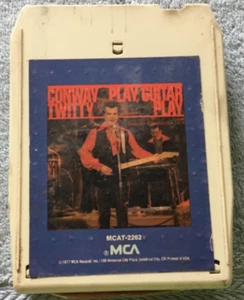 CONWAY PLAY, GUITAR
TWITTY PLAY
MCAT-2262
MCA